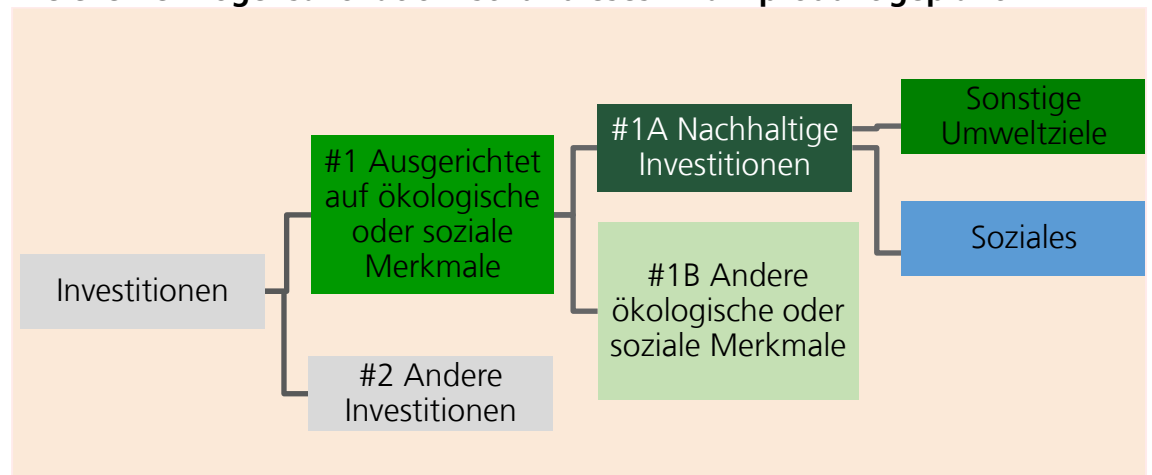 #1A Nachhaltige
Investitionen
Sonstige
Umweltziele
#1 Ausgerichtet
auf ökologische
oder soziale
Merkmale
Soziales
Investitionen
#1B Andere
ökologische oder
soziale Merkmale
#2 Andere
Investitionen